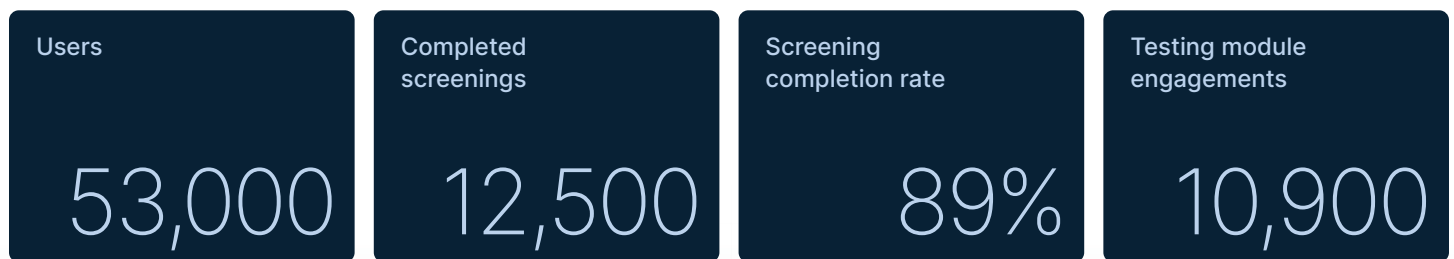 Users
53,000
Completed
screenings
12,500
Screening
completion rate
89%
Testing module
engagements
10,900